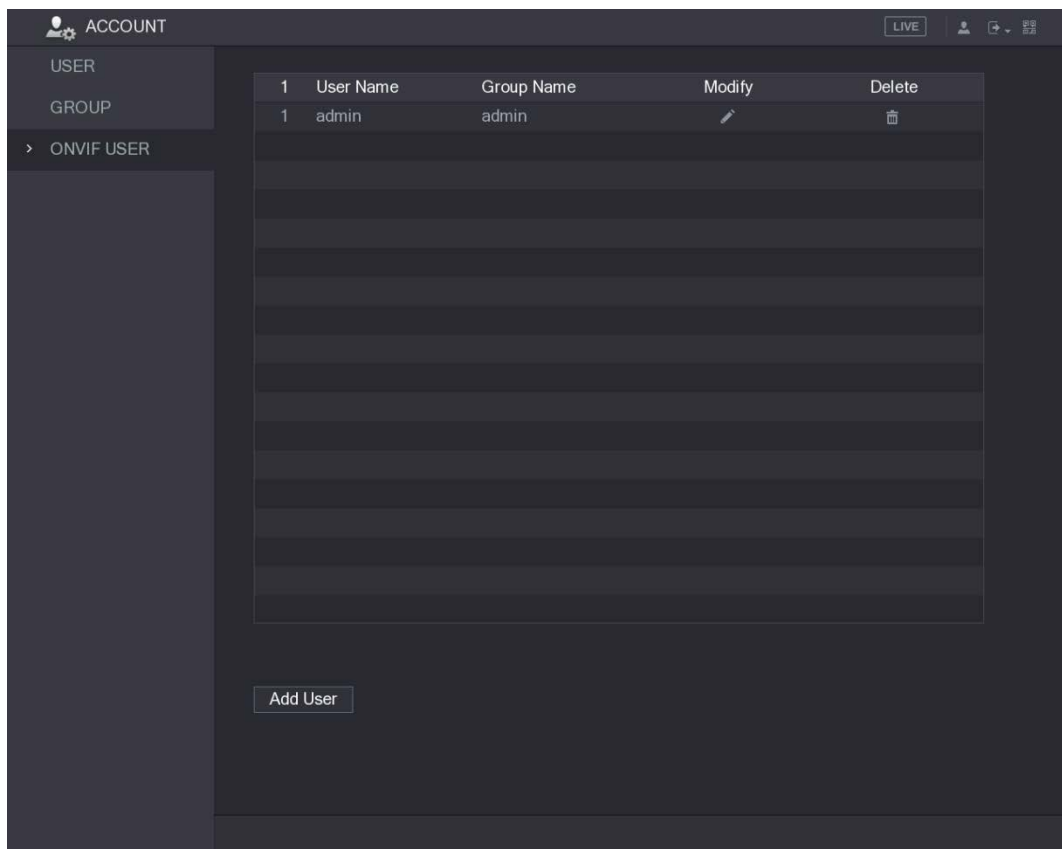 ACCOUNT LIVE
USER
GROUP
> ONVIF USER
1 User Name Group Name Modify Delete
1 admin admin
Add User